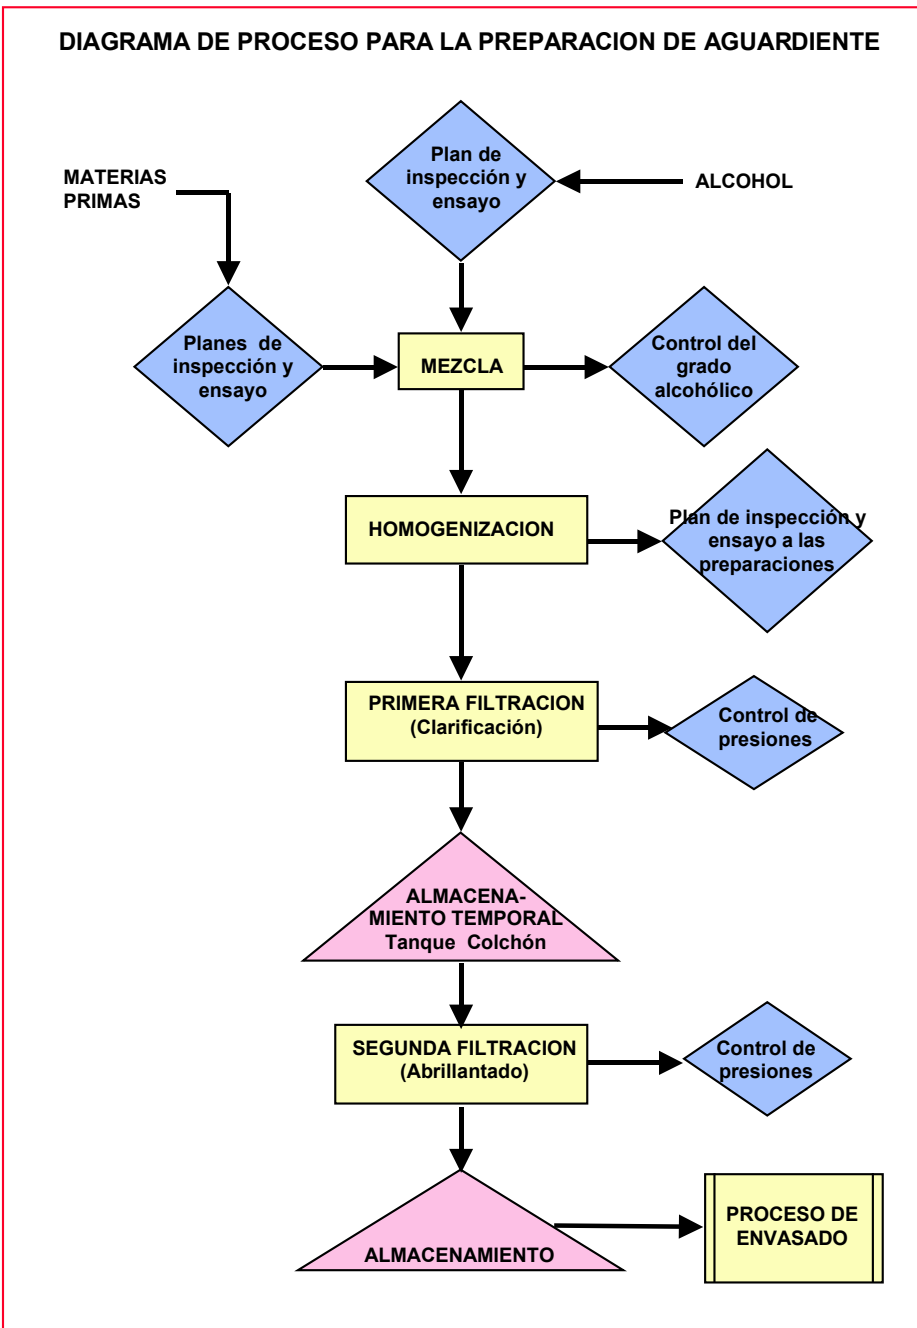 DIAGRAMA DE PROCESO PARA LA PREPARACION DE AGUARDIENTE
Plan de
inspección y
ensayo
ALCOHOL
MATERIAS
PRIMAS
Planes de
inspección y
ensayo
MEZCLA
Control del
grado
alcohólico
HOMOGENIZACION
Plan de inspección y
ensayo a las
preparaciones
PRIMERA FILTRACION
(Clarificación)
Control de
presiones
ALMACENA-
MIENTO TEMPORAL
Tanque Colchón
SEGUNDA FILTRACION
(Abrillantado)
Control de
presiones
ALMACENAMIENTO
PROCESO DE
ENVASADO